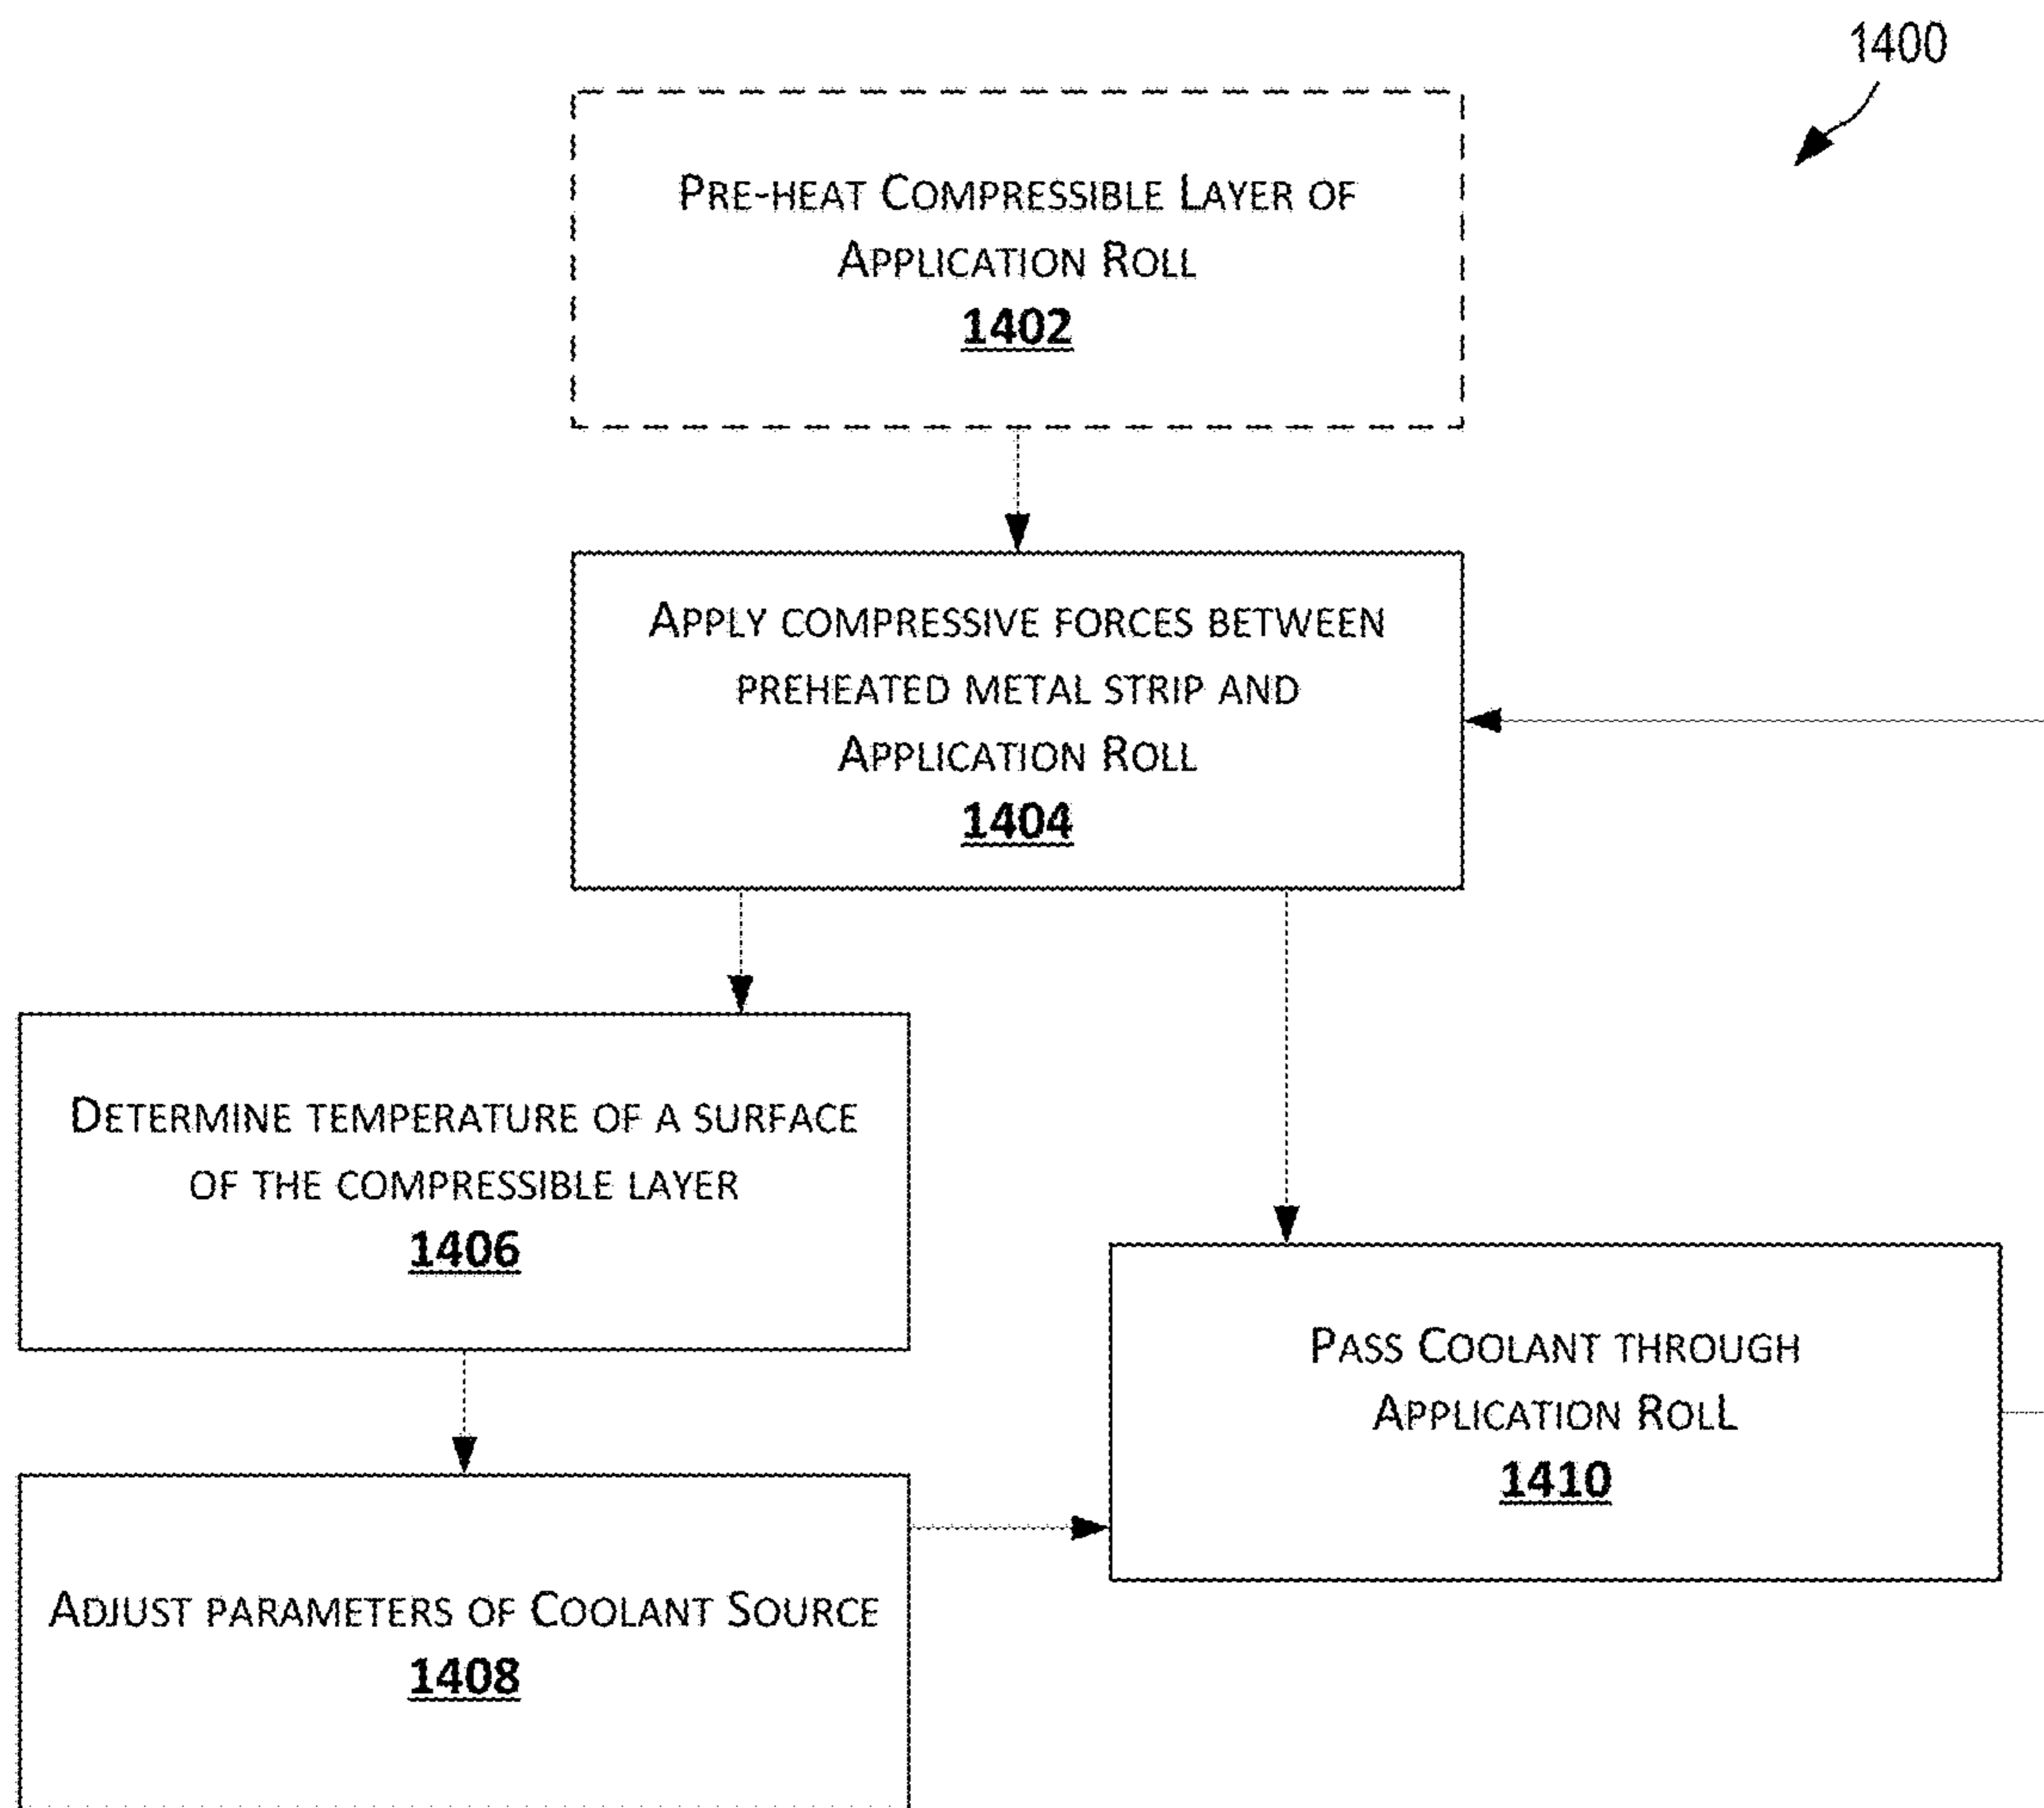 1400
PRE-HEAT COMPRESSIBLE LAYER OF
APPLICATION ROLL
1402
APPLY COMPRESSIVE FORCES BETWEEN
PREHEATED METAL STRIP AND
APPLICATION ROLL
1404
DETERMINE TEMPERATURE OF A SURFACE
OF THE COMPRESSIBLE LAYER
1406
PASS COOLANT THROUGH
APPLICATION ROLL
1410
ADJUST PARAMETERS OF COOLANT SOURCE
1408